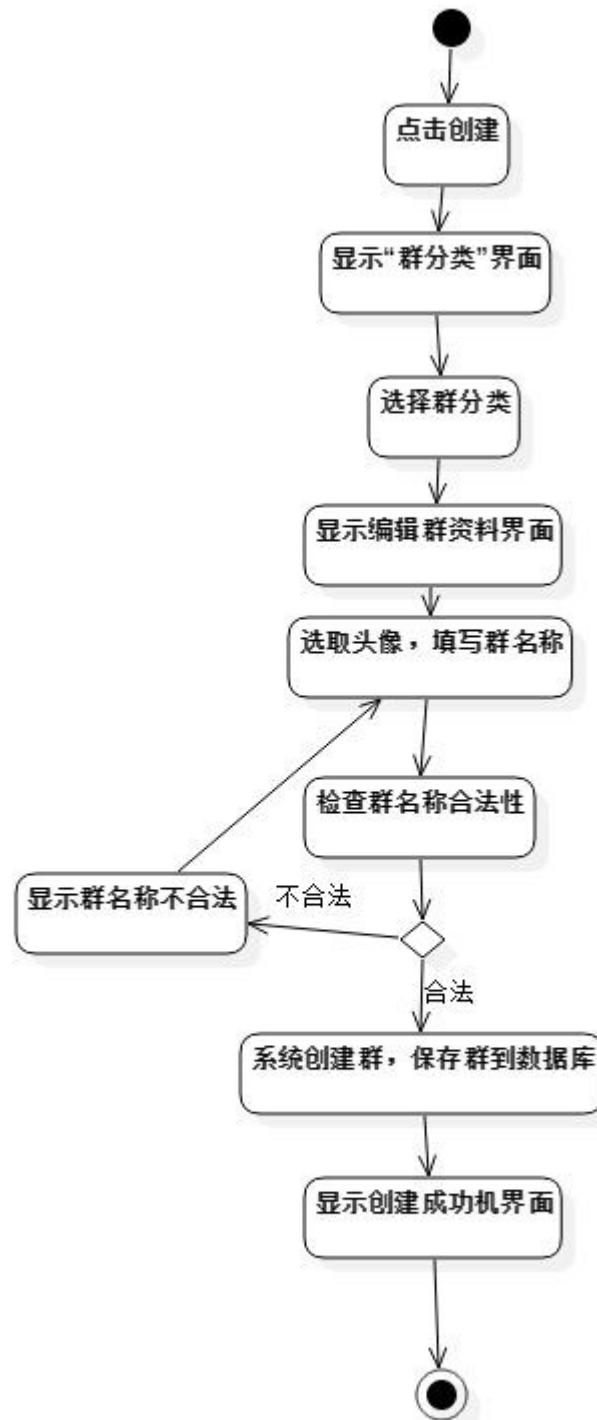 点击创建
显示“群分类”界面
选择群分类
显示编辑群资料界面
选取头像，填写群名称
检查群名称合法性
显示群名称不合法
不合法
合法
系统创建群，保存群到数据库
显示创建成功机界面